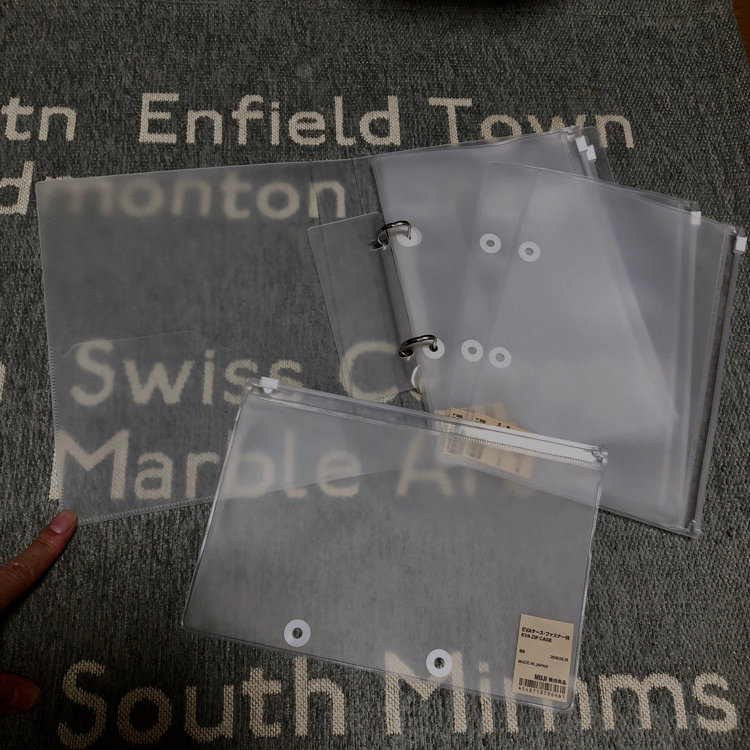 tn Enfield Town
dmonton
Swiss Co
Marble Ar
South Mimms
EVAケース・ファスナー付
EVA ZIP CASE
B6
MADE IN JAPAN
MUJI 無印良品